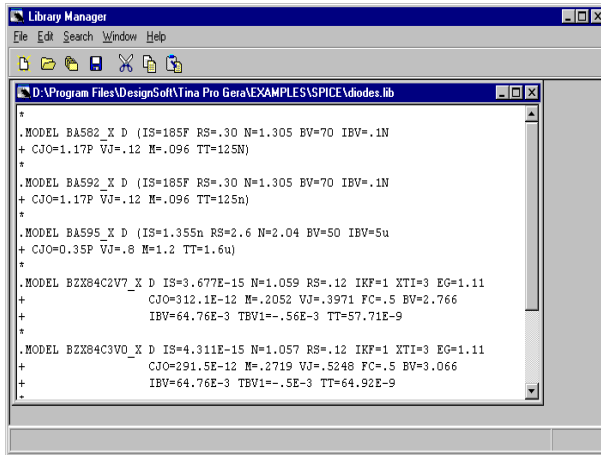 Library Manager
File Edit Search Window Help
D:\Program Files\DesignSoft\Tina Pro Gera\EXAMPLES\SPICE\diodes.lib
*
.MODEL BA582_X D (IS=185F RS=.30 N=1.305 BV=70 IBV=.1N
+ CJO=1.17P VJ=.12 M=.096 TT=125N)
*
.MODEL BA592_X D (IS=185F RS=.30 N=1.305 BV=70 IBV=.1N
+ CJO=1.17P VJ=.12 M=.096 TT=125n)
*
.MODEL BA595_X D (IS=1.355n RS=2.6 N=2.04 BV=50 IBV=5u
+ CJO=0.35P VJ=.8 M=1.2 TT=1.6u)
*
.MODEL BZX84C2V7_X D IS=3.677E-15 N=1.059 RS=.12 IKF=1 XTI=3 EG=1.11
+ CJO=312.1E-12 M=.2052 VJ=.3971 FC=.5 BV=2.766
+ IBV=64.76E-3 TBV1=-.56E-3 TT=57.71E-9
*
.MODEL BZX84C3V0_X D IS=4.311E-15 N=1.057 RS=.12 IKF=1 XTI=3 EG=1.11
+ CJO=291.5E-12 M=.2719 VJ=.5248 FC=.5 BV=3.066
+ IBV=64.76E-3 TBV1=-.5E-3 TT=64.92E-9
*